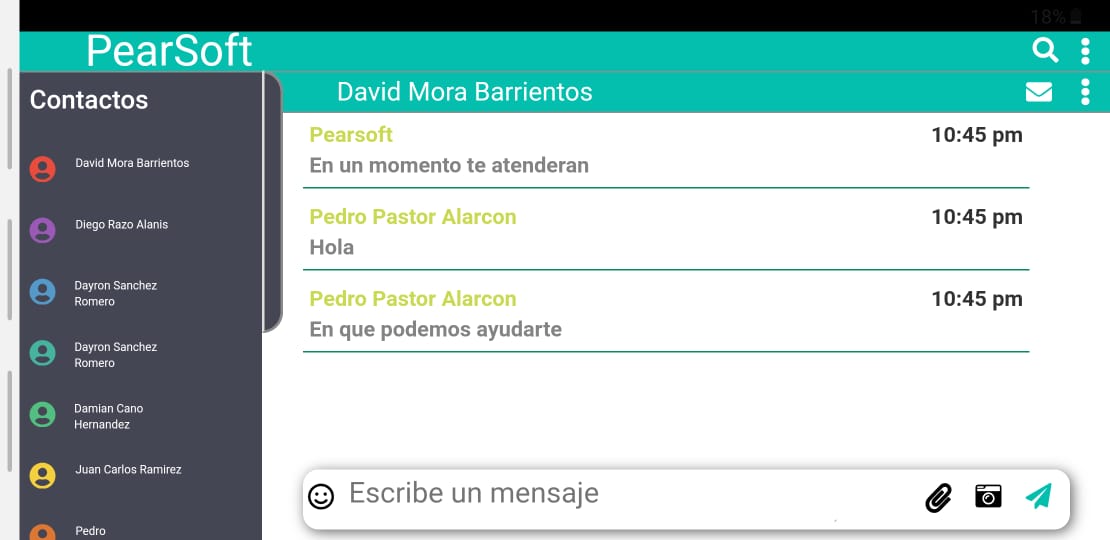 18%
PearSoft
Contactos
David Mora Barrientos
Diego Razo Alanis
Dayron Sanchez
Romero
Dayron Sanchez
Romero
Damian Cano
Hernandez
Juan Carlos Ramirez
Pedro
David Mora Barrientos
Pearsoft 10:45 pm
En un momento te atenderan
Pedro Pastor Alarcon 10:45 pm
Hola
Pedro Pastor Alarcon 10:45 pm
En que podemos ayudarte
Escribe un mensaje